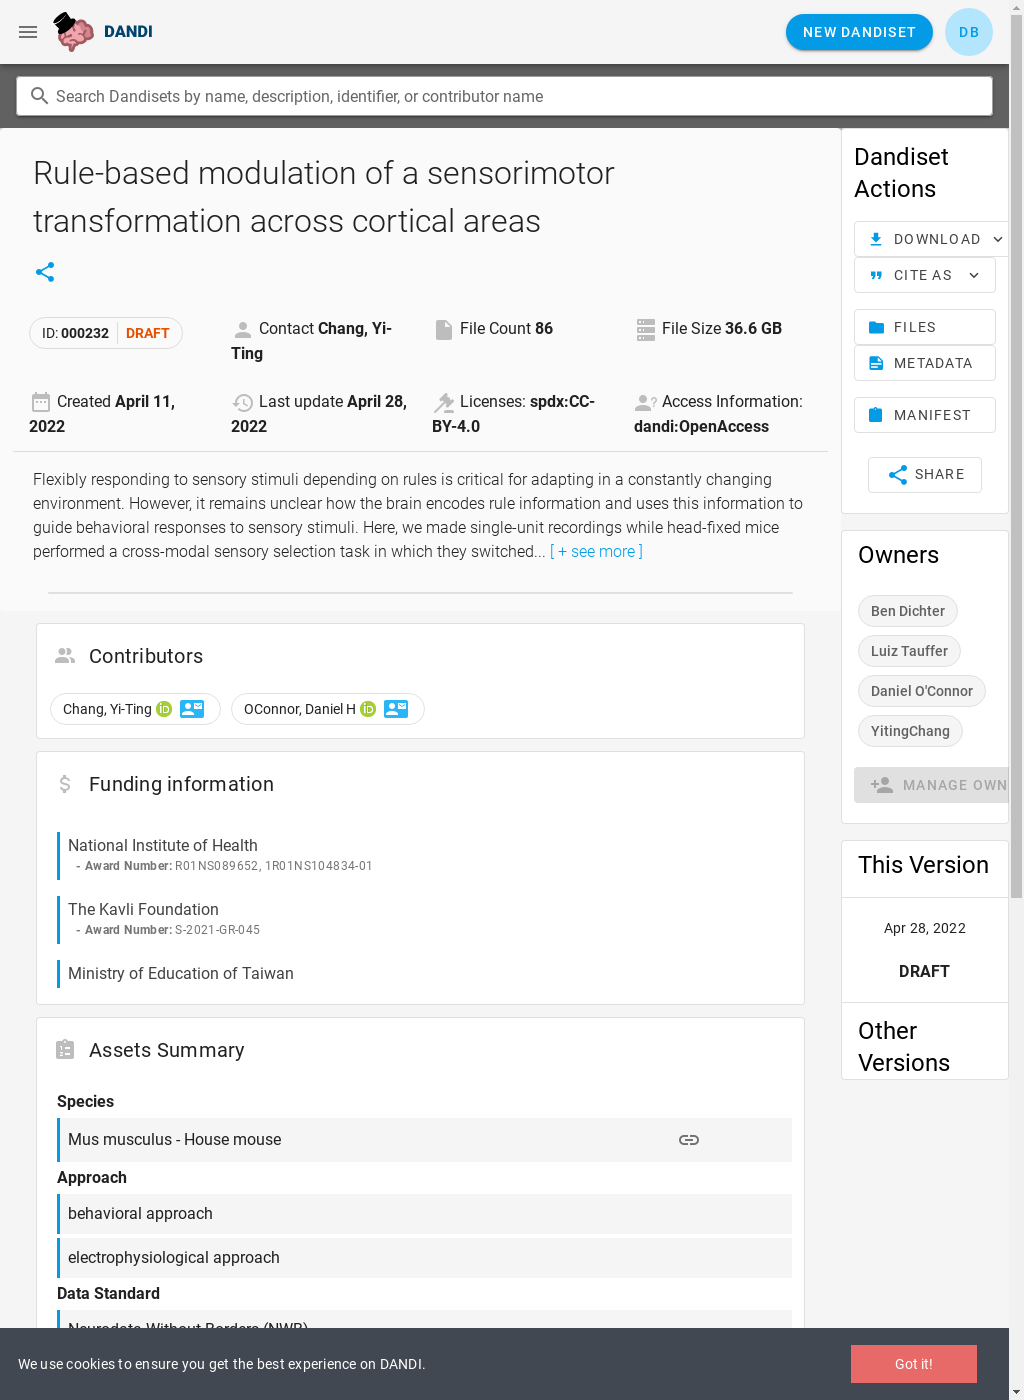 DANDI
NEW DANDISET
DB
Search Dandisets by name, description, identifier, or contributor name
Rule-based modulation of a sensorimotor
transformation across cortical areas
ID: 000232 DRAFT
Contact Chang, Yi-
Ting
File Count 86
File Size 36.6 GB
Created April 11,
2022
Last update April 28,
2022
Licenses: spdx:CC-
BY-4.0
Access Information:
dandi:OpenAccess
Flexibly responding to sensory stimuli depending on rules is critical for adapting in a constantly changing
environment. However, it remains unclear how the brain encodes rule information and uses this information to
guide behavioral responses to sensory stimuli. Here, we made single-unit recordings while head-fixed mice
performed a cross-modal sensory selection task in which they switched... [ + see more ]
Contributors
Chang, Yi-Ting iD
OConnor, Daniel H iD
Funding information
National Institute of Health
- Award Number: R01NS089652, 1R01NS104834-01
The Kavli Foundation
- Award Number: S-2021-GR-045
Ministry of Education of Taiwan
Assets Summary
Species
Mus musculus - House mouse
Approach
behavioral approach
electrophysiological approach
Data Standard
Neurodata Without Borders (NWB)
Dandiset
Actions
DOWNLOAD
CITE AS
FILES
METADATA
MANIFEST
SHARE
Owners
Ben Dichter
Luiz Tauffer
Daniel O'Connor
YitingChang
MANAGE OWN
This Version
Apr 28, 2022
DRAFT
Other
Versions
We use cookies to ensure you get the best experience on DANDI.
Got it!